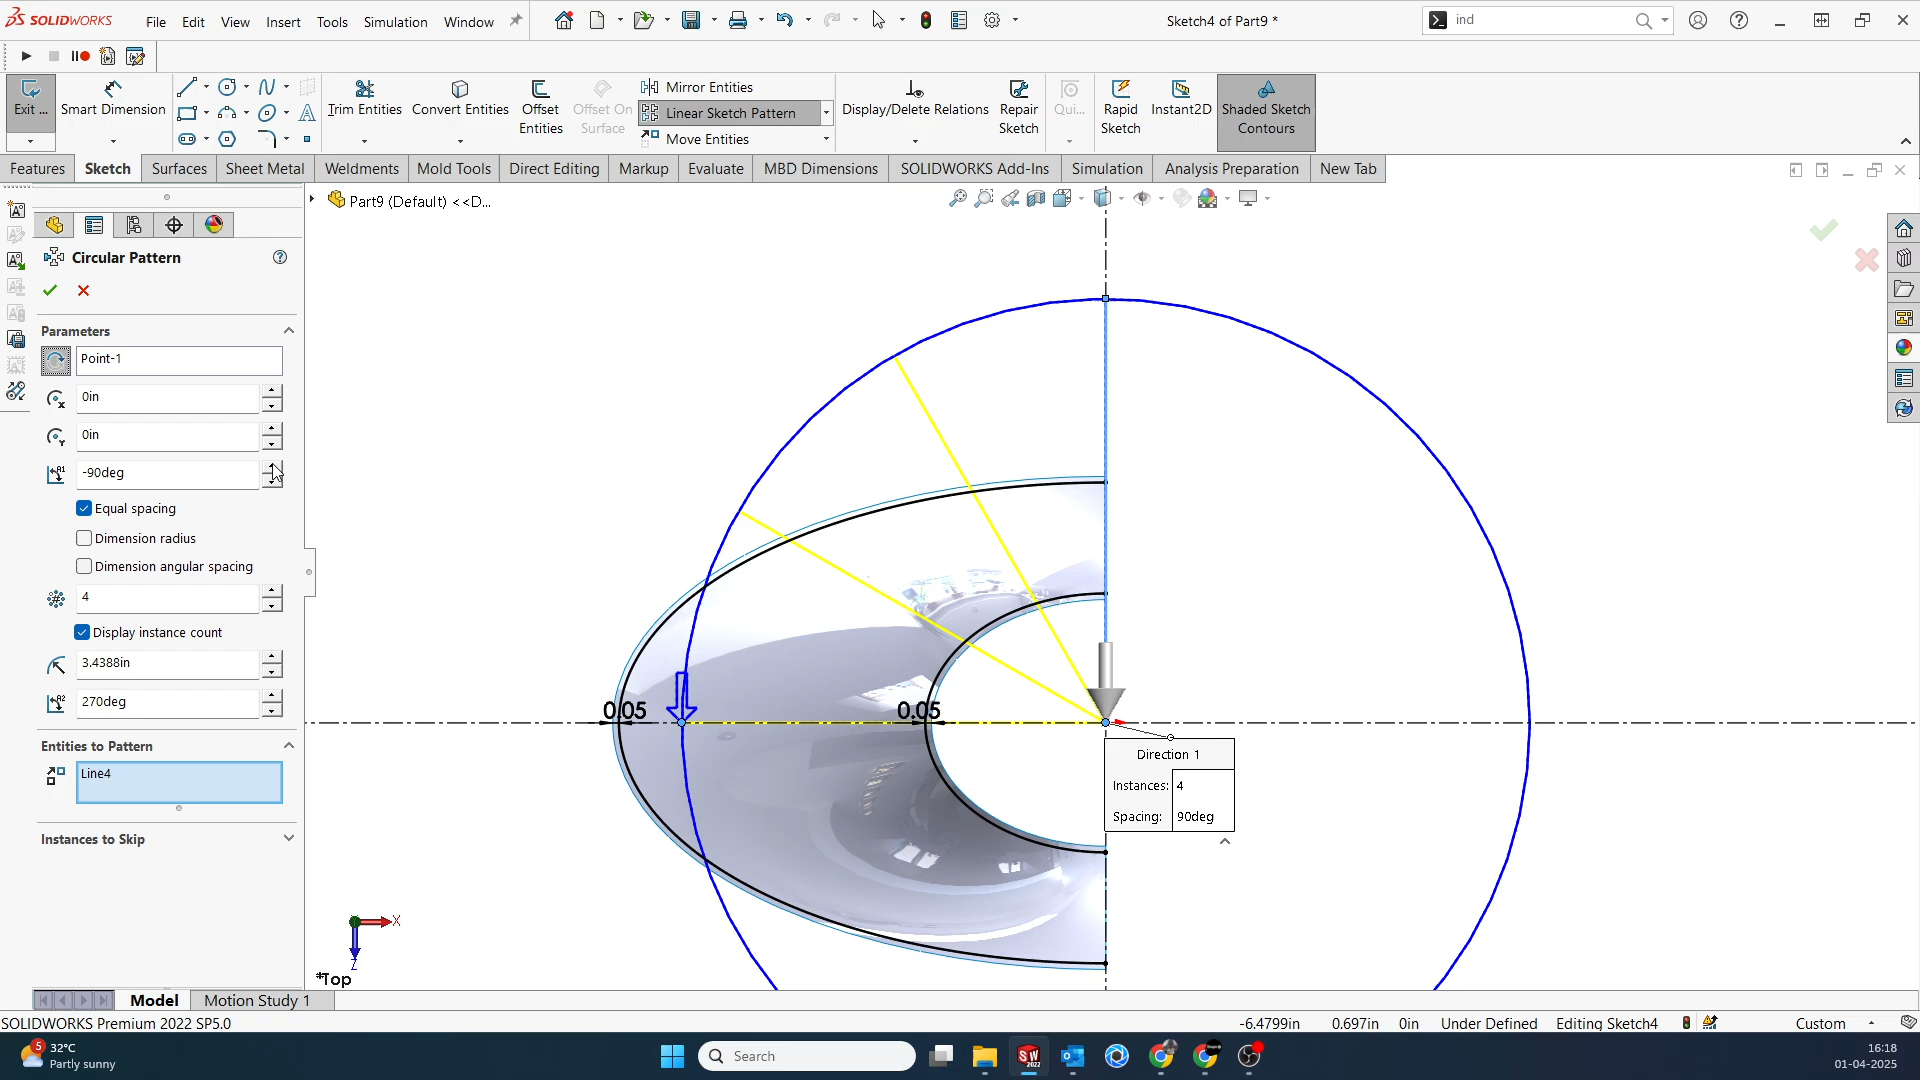 SOLIDWORKS File Edit View Insert Tools Simulation Window Sketch4 of Part9 * ind
Exit ... Smart Dimension Trim Entities Convert Entities Offset Entities Offset On Surface Mirror Entities Linear Sketch Pattern Move Entities Display/Delete Relations Repair Sketch Qui... Rapid Sketch Instant2D Shaded Sketch Contours
Features Sketch Surfaces Sheet Metal Weldments Mold Tools Direct Editing Markup Evaluate MBD Dimensions SOLIDWORKS Add-Ins Simulation Analysis Preparation New Tab
Part9 (Default) <<D...
Circular Pattern
Parameters
Point-1
0in
0in
-90deg
Equal spacing
Dimension radius
Dimension angular spacing
4
Display instance count
3.4388in
270deg
Entities to Pattern
Line4
Instances to Skip
0.05 0.05
Direction 1
Instances: 4
Spacing: 90deg
X
Z
*Top
Model Motion Study 1
SOLIDWORKS Premium 2022 SP5.0 -6.4799in 0.697in 0in Under Defined Editing Sketch4 Custom
5 32°C
Partly sunny
Search
16:18
01-04-2025